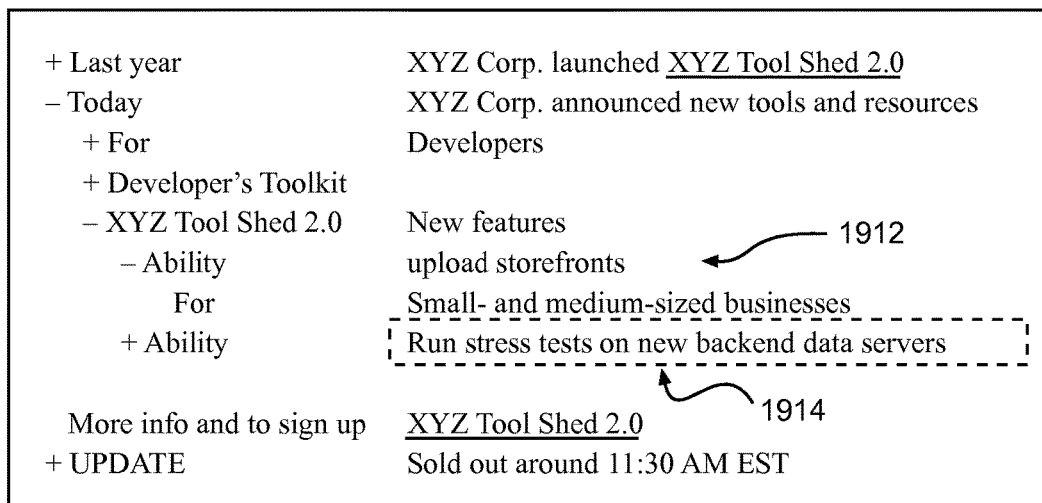 + Last year XYZ Corp. launched XYZ Tool Shed 2.0
– Today XYZ Corp. announced new tools and resources
+ For Developers
+ Developer's Toolkit
– XYZ Tool Shed 2.0 New features
1912
– Ability upload storefronts
For Small- and medium-sized businesses
+ Ability Run stress tests on new backend data servers
1914
More info and to sign up XYZ Tool Shed 2.0
+ UPDATE Sold out around 11:30 AM EST